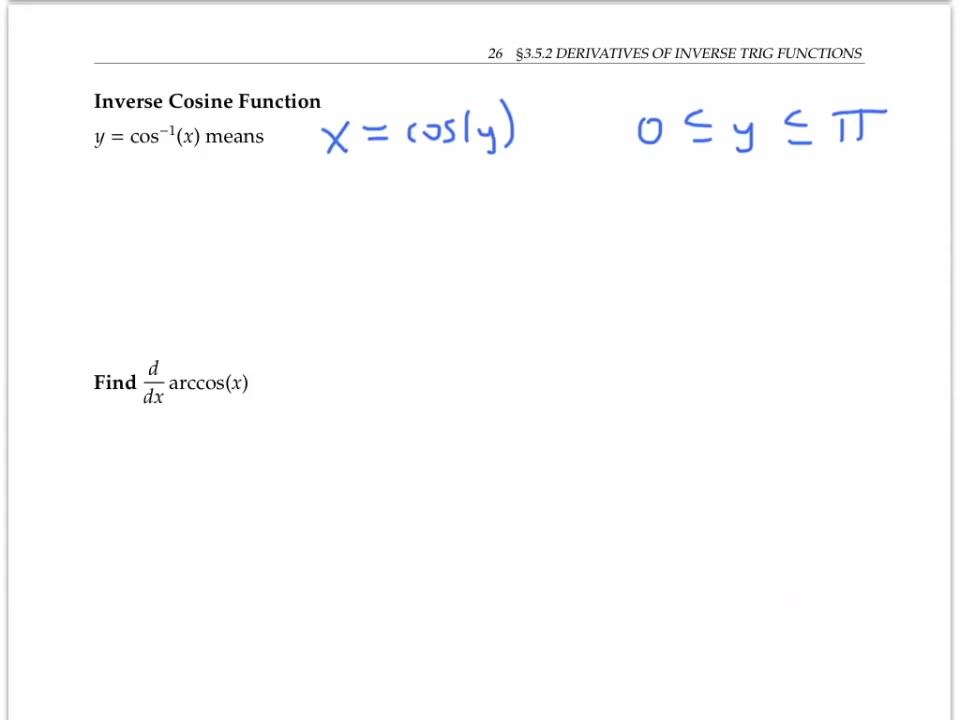 26 §3.5.2 DERIVATIVES OF INVERSE TRIG FUNCTIONS
Inverse Cosine Function
y = cos⁻¹(x) means x = cos(y) 0 ≤ y ≤ π
Find d/dx arccos(x)